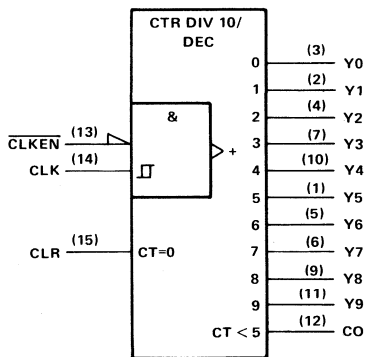 CTR DIV 10/
DEC
0 (3) Y0
1 (2) Y1
&
2 (4) Y2
CLKEN (13) 3 (7) Y3
+
CLK (14) 4 (10) Y4
5 (1) Y5
6 (5) Y6
CLR (15) CT=0 7 (6) Y7
8 (9) Y8
9 (11) Y9
CT < 5 (12) CO